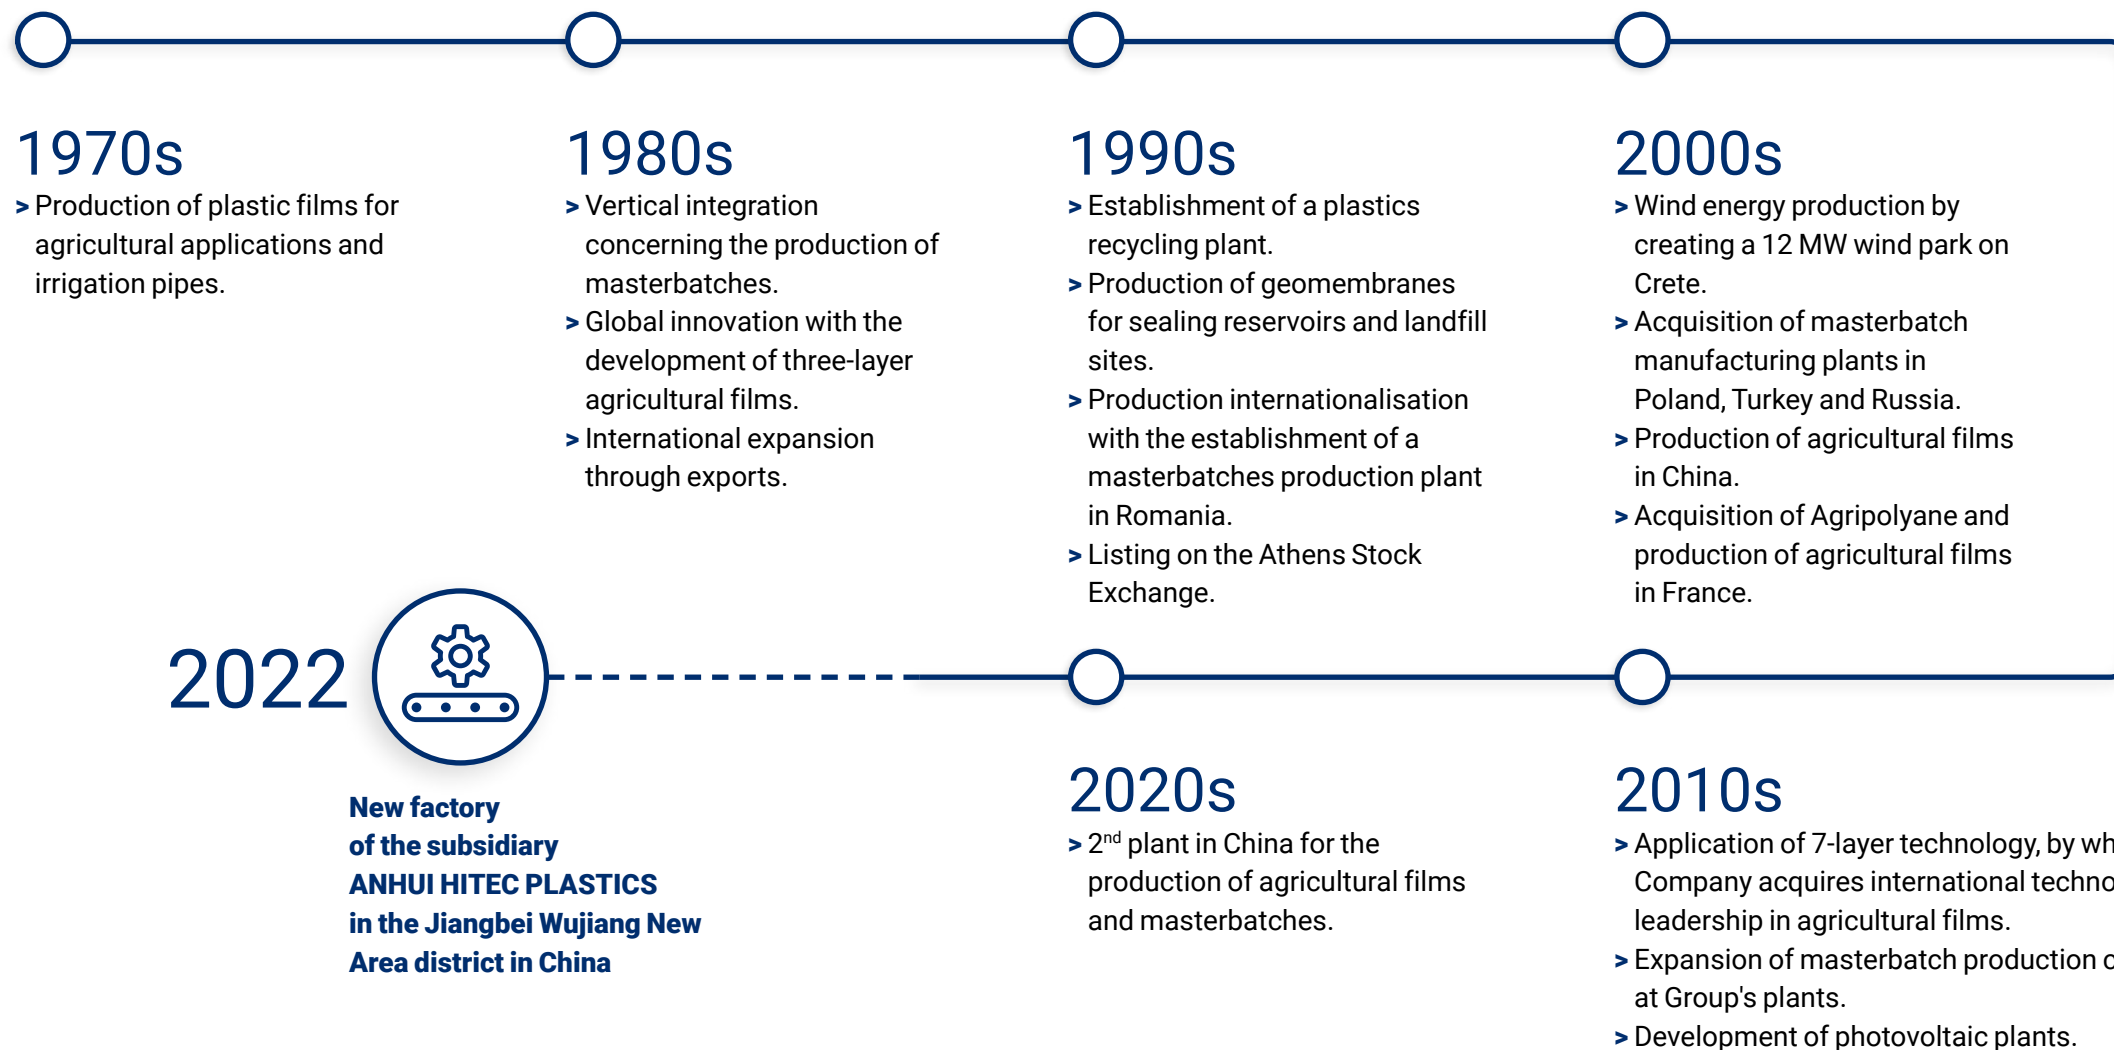 1970s
> Production of plastic films for
agricultural applications and
irrigation pipes.
1980s
> Vertical integration
concerning the production of
masterbatches.
> Global innovation with the
development of three-layer
agricultural films.
> International expansion
through exports.
1990s
> Establishment of a plastics
recycling plant.
> Production of geomembranes
for sealing reservoirs and landfill
sites.
> Production internationalisation
with the establishment of a
masterbatches production plant
in Romania.
> Listing on the Athens Stock
Exchange.
2000s
> Wind energy production by
creating a 12 MW wind park on
Crete.
> Acquisition of masterbatch
manufacturing plants in
Poland, Turkey and Russia.
> Production of agricultural films
in China.
> Acquisition of Agripolyane and
production of agricultural films
in France.
2010s
> Application of 7-layer technology, by
Company acquires international
leadership in agricultural films.
> Expansion of masterbatch production
at Group's plants.
> Development of photovoltaic plants.
2020s
> 2nd plant in China for the
production of agricultural films
and masterbatches.
2022
New factory
of the subsidiary
ANHUI HITEC PLASTICS
in the Jiangbei Wujiang New
Area district in China